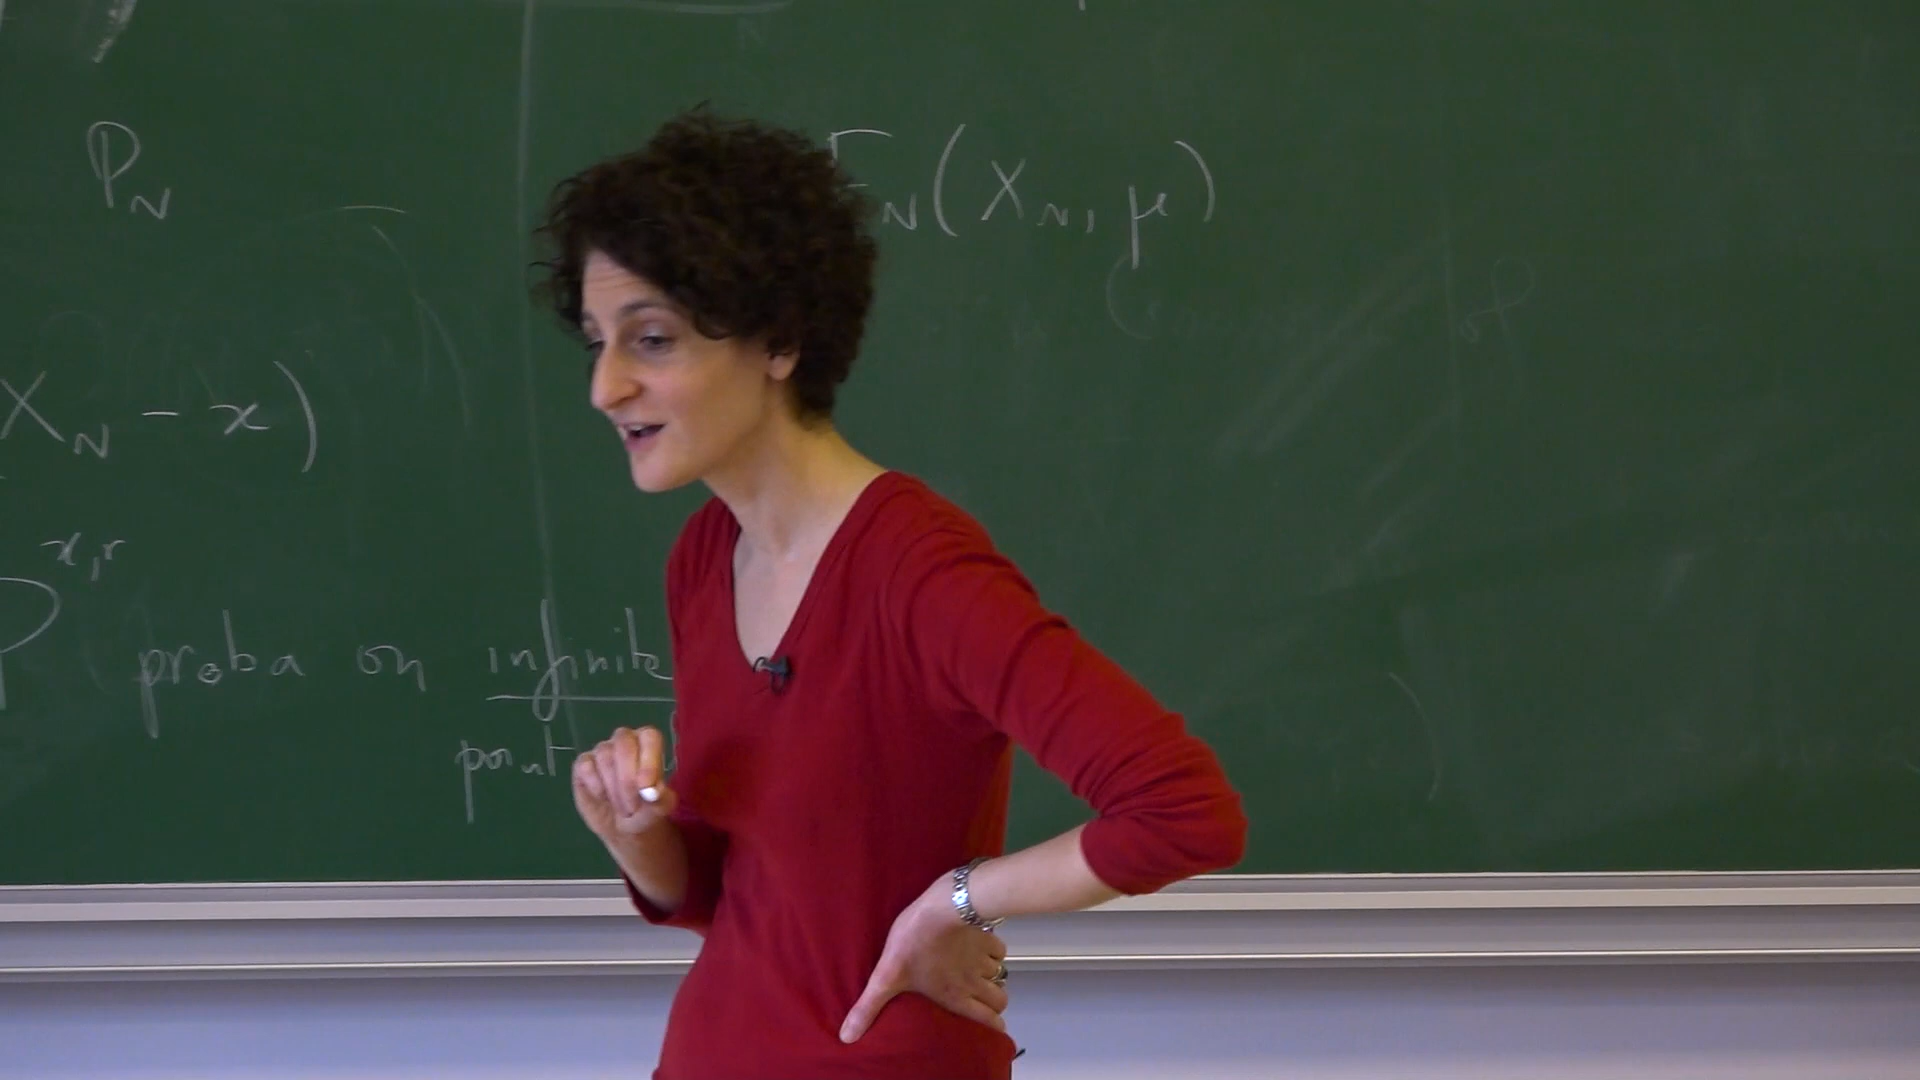 P_N
F_N(X_N, μ)
X_N - x)
x,r
P proba on infinite
point